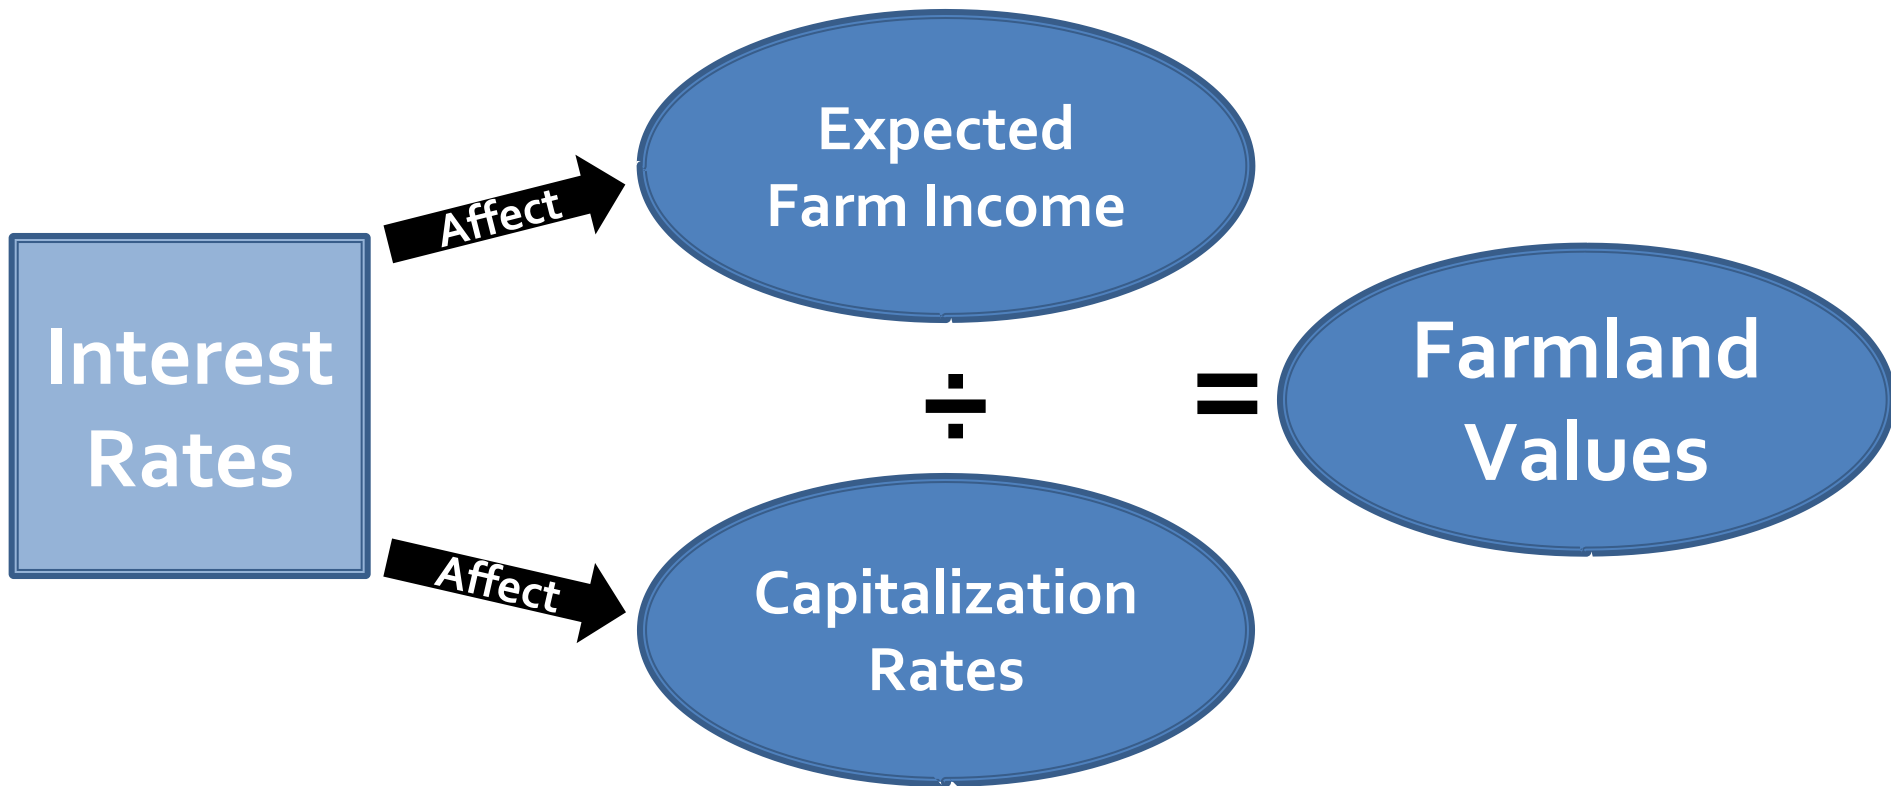 Interest
Rates
Affect
Affect
Expected
Farm Income
÷
Capitalization
Rates
=
Farmland
Values